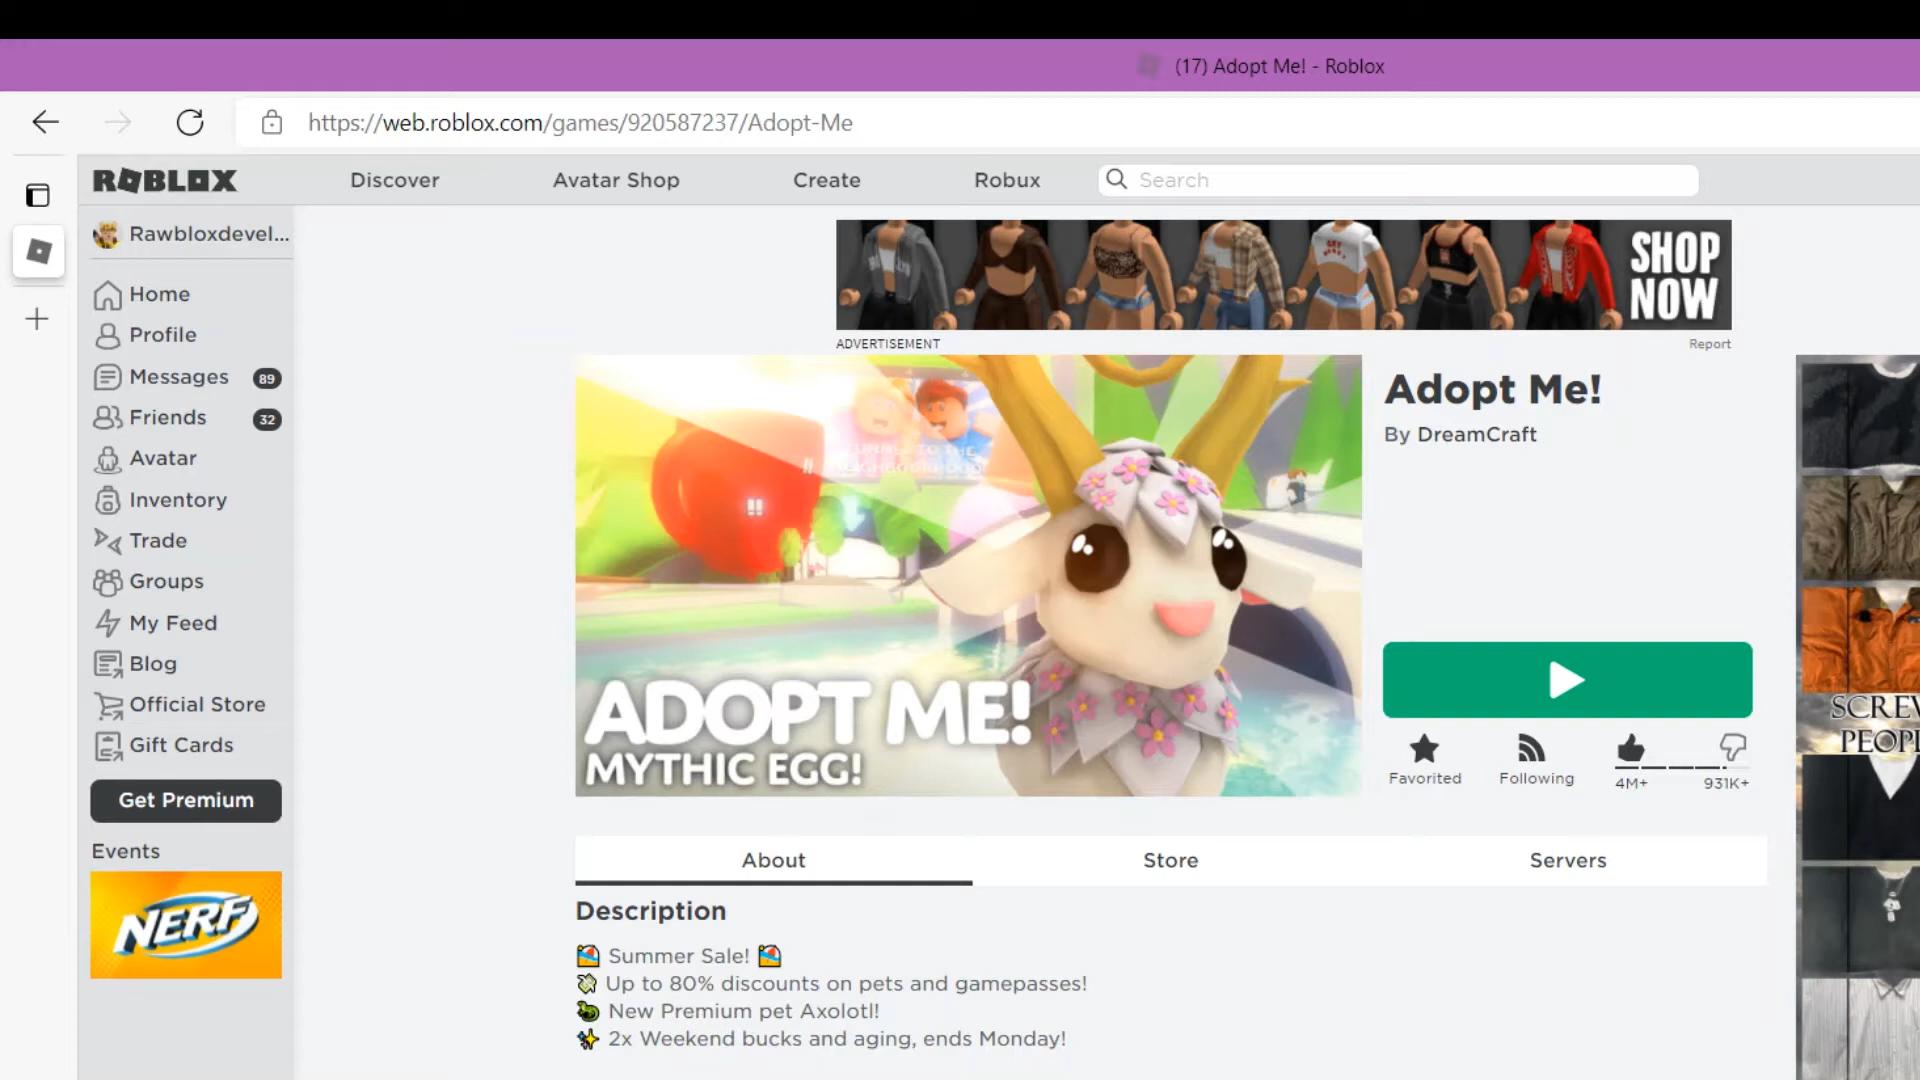 (17) Adopt Me! - Roblox
https://web.roblox.com/games/920587237/Adopt-Me
ROBLOX
Discover
Avatar Shop
Create
Robux
Search
Rawbloxdevel...
Home
Profile
Messages 89
Friends 32
Avatar
Inventory
Trade
Groups
My Feed
Blog
Official Store
Gift Cards
Get Premium
Events
NERF
SHOP
NOW
ADVERTISEMENT
Report
ADOPT ME!
MYTHIC EGG!
Adopt Me!
By DreamCraft
Favorited
Following
4M+
931K+
About
Store
Servers
Description
Summer Sale!
Up to 80% discounts on pets and gamepasses!
New Premium pet Axolotl!
2x Weekend bucks and aging, ends Monday!